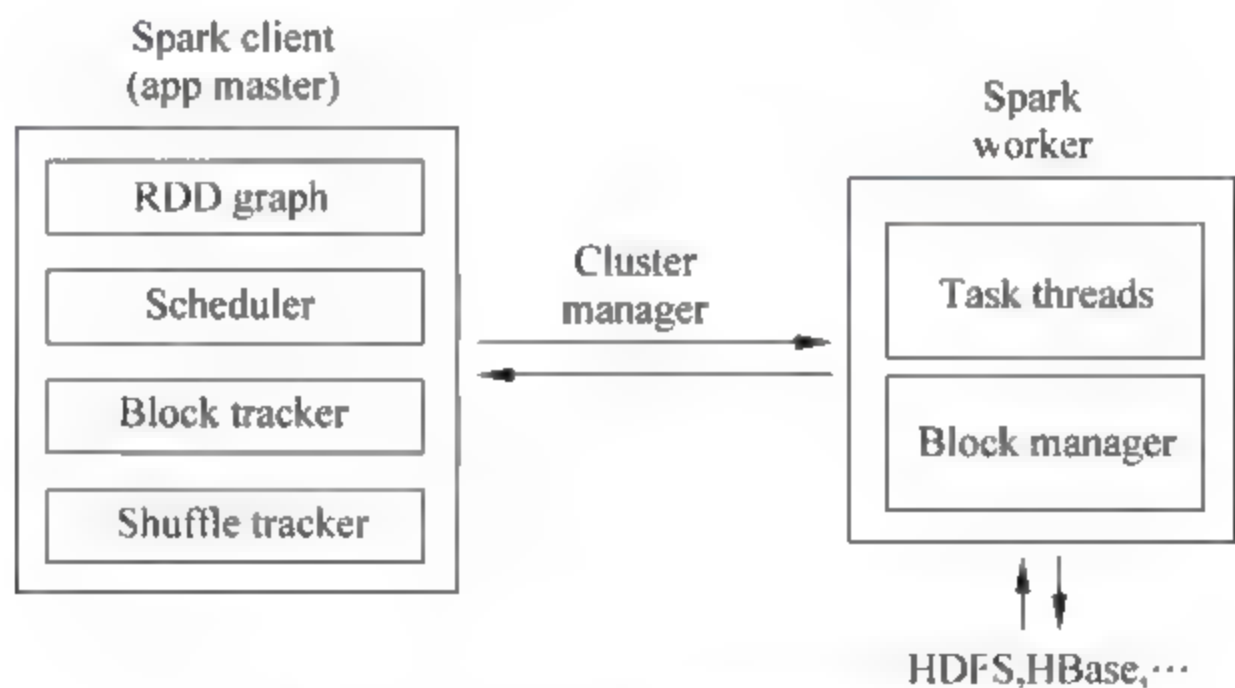 Spark client
(app master)
RDD graph
Scheduler
Block tracker
Shuffle tracker
Cluster
manager
Spark
worker
Task threads
Block manager
HDFS,HBase,…